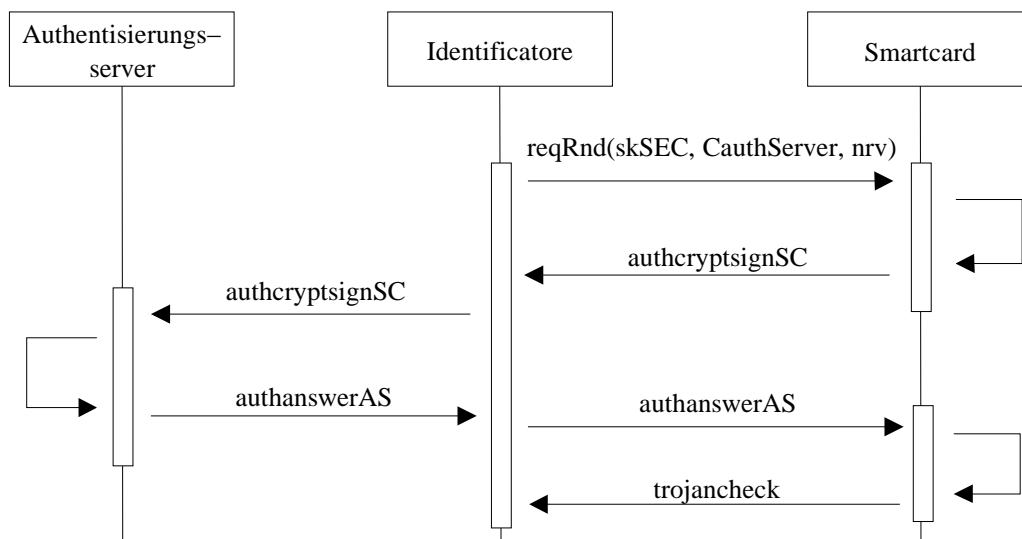 Authentisierungs–
server
Identificatore
Smartcard
reqRnd(skSEC, CauthServer, nrv)
authcryptsignSC
authcryptsignSC
authanswerAS
authanswerAS
trojancheck